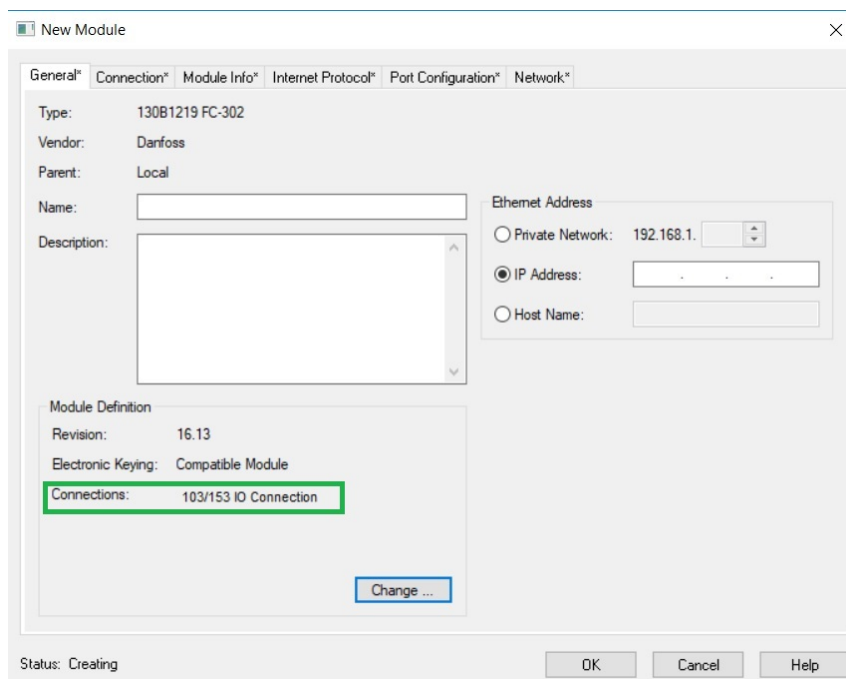 New Module
General* Connection* Module Info* Internet Protocol* Port Configuration* Network*
Type: 130B1219 FC-302
Vendor: Danfoss
Parent: Local
Name:
Description:
Ethernet Address
Private Network: 192.168.1.
IP Address: . . .
Host Name:
Module Definition
Revision: 16.13
Electronic Keying: Compatible Module
Connections: 103/153 IO Connection
Change ...
Status: Creating
OK Cancel Help